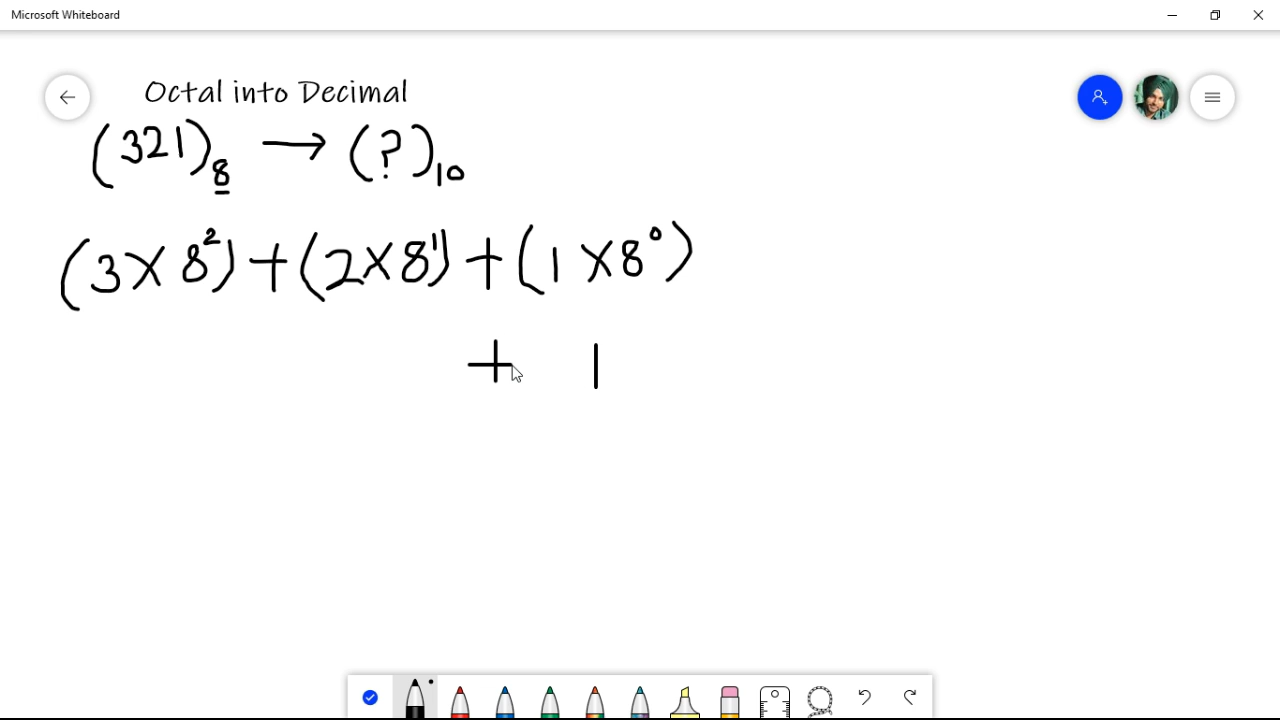 Microsoft Whiteboard
Octal into Decimal
(321)₈ → (?)₁₀
(3 X 8²) + (2 X 8¹) + (1 X 8⁰)
+ 1